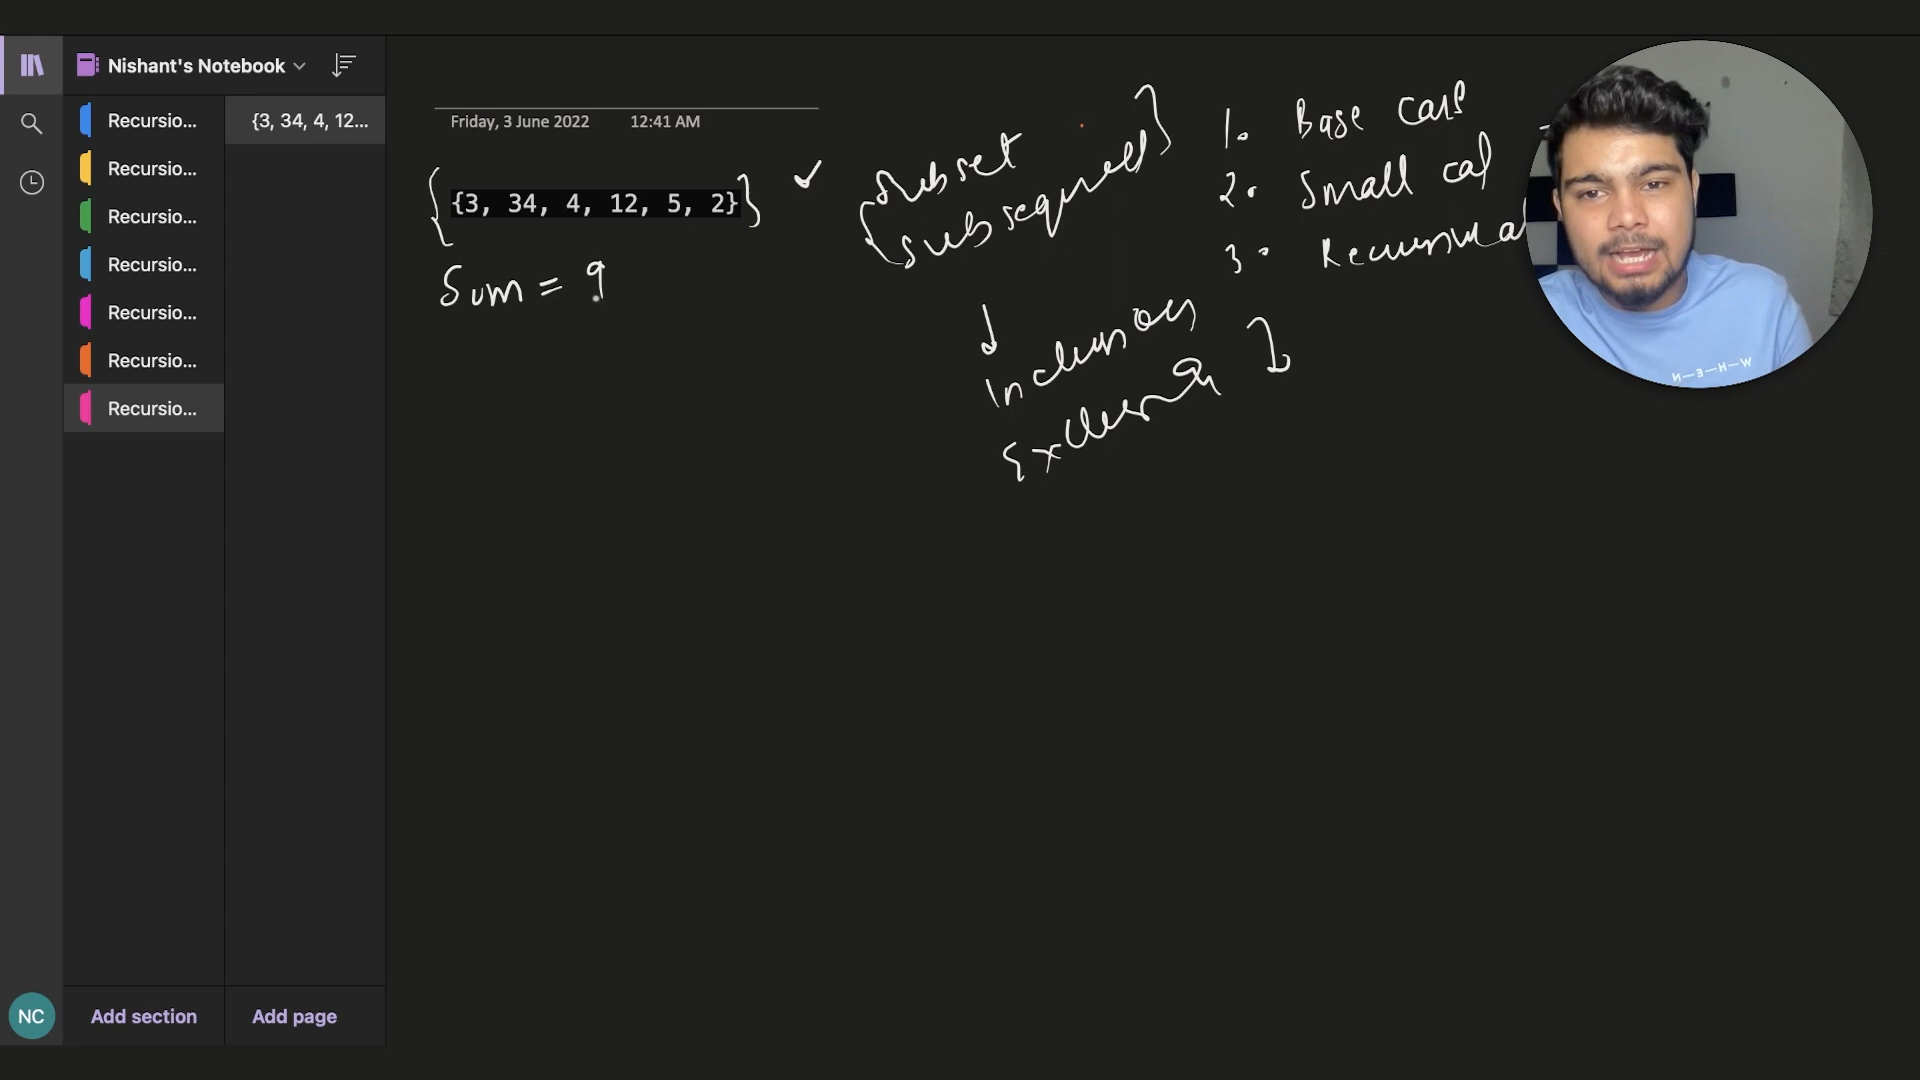 Nishant's Notebook
Recursio...
Recursio...
Recursio...
Recursio...
Recursio...
Recursio...
Recursio...
{3, 34, 4, 12...
Add section
Add page
NC
Friday, 3 June 2022 12:41 AM
{ {3, 34, 4, 12, 5, 2} } ✓
Sum = 9
{ Subset
subsequence }
1. Base case
2. Small cal
3.
↓
Inclusion
Exclusion ]
N-3-H-W